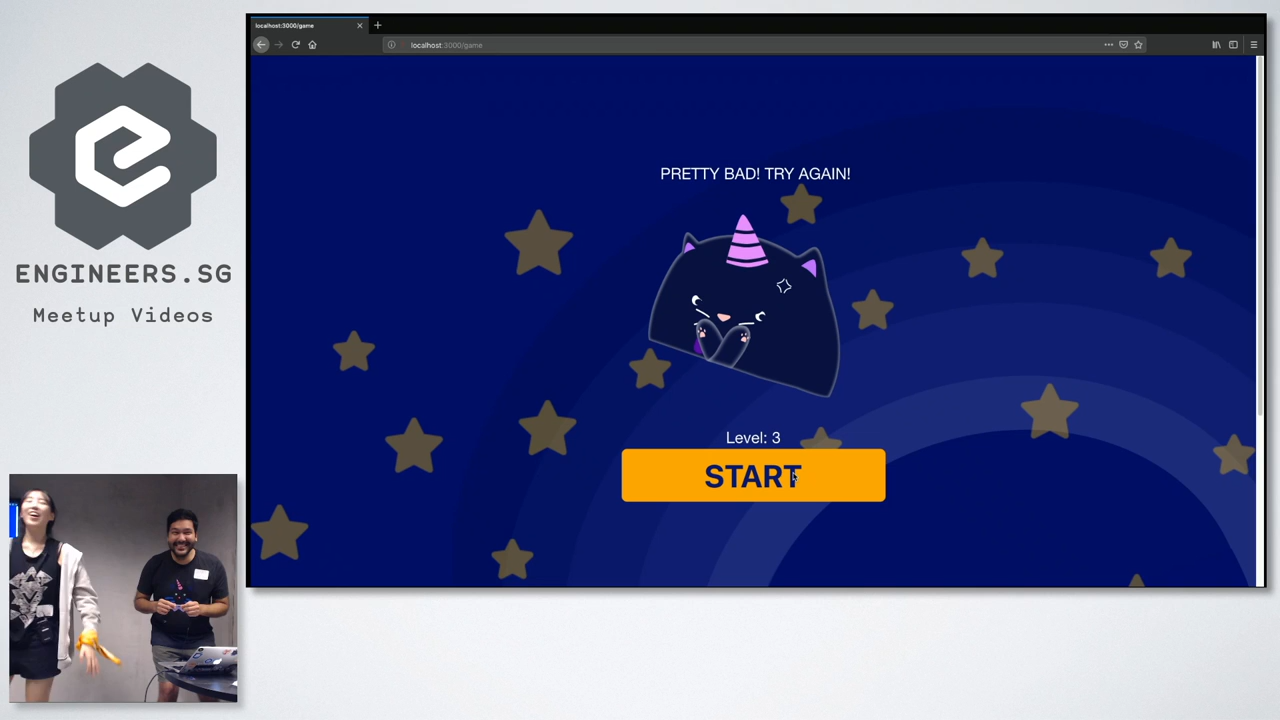 localhost:3000/game
localhost:3000/game
ENGINEERS.SG
Meetup Videos
PRETTY BAD! TRY AGAIN!
Level: 3
START